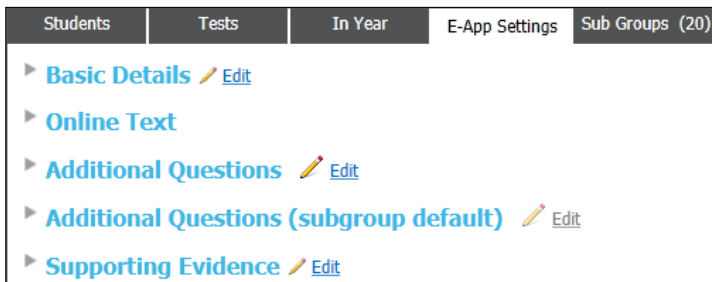 Students Tests In Year E-App Settings Sub Groups (20)
Basic Details Edit
Online Text
Additional Questions Edit
Additional Questions (subgroup default) Edit
Supporting Evidence Edit